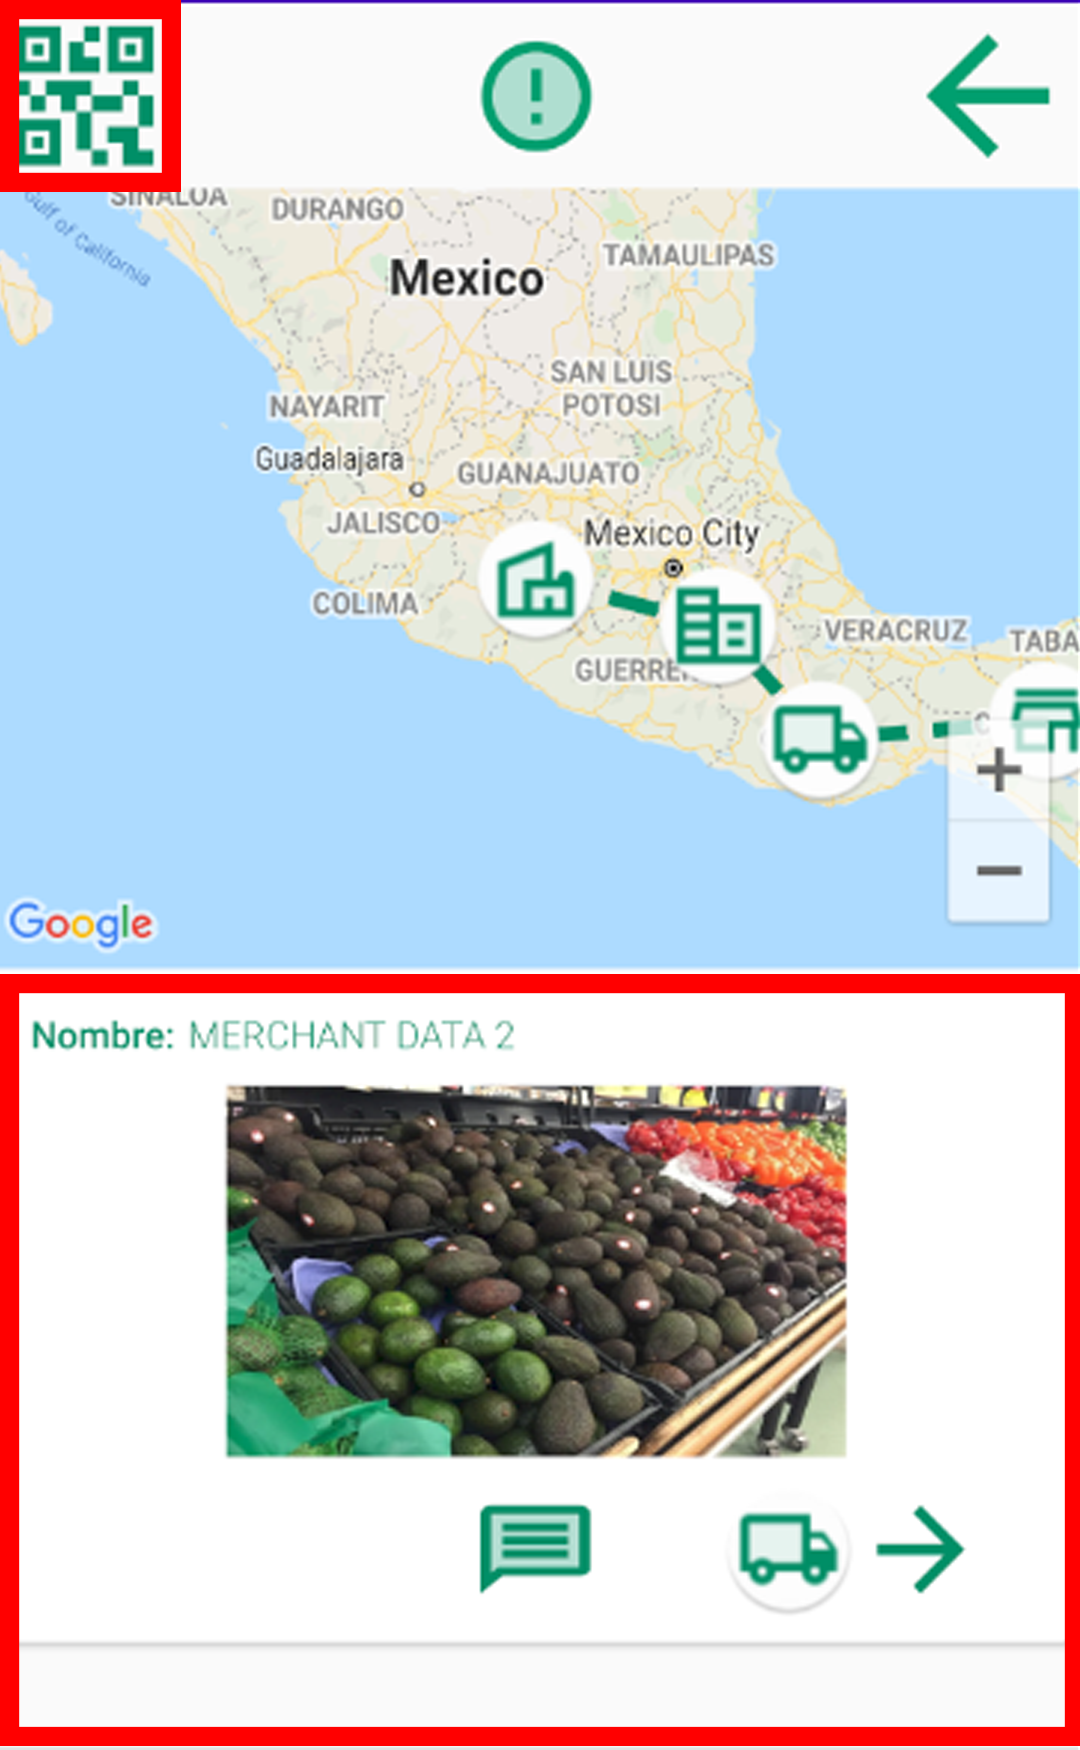 SINALOA
Gulf of California
DURANGO
TAMAULIPAS
Mexico
SAN LUIS
POTOSI
NAYARIT
Guadalajara
GUANAJUATO
JALISCO
Mexico City
COLIMA
VERACRUZ
TABA
GUERRE
Google
Nombre: MERCHANT DATA 2